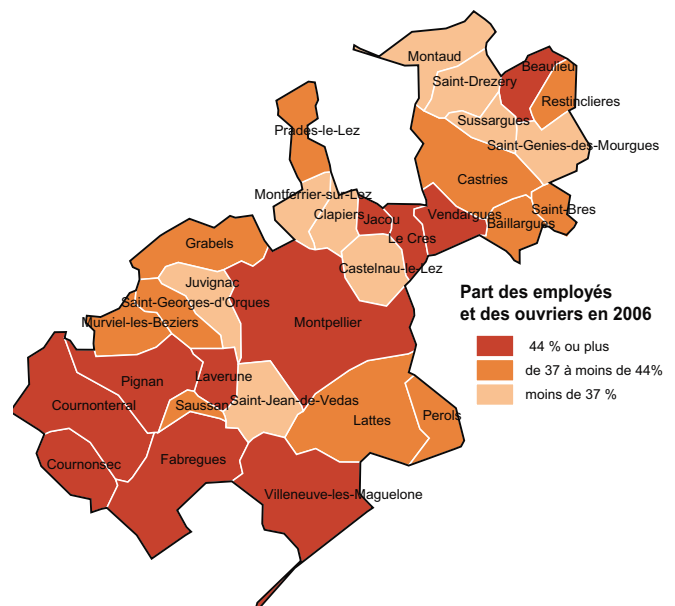 Montaud
Beaulieu
Saint-Drezery
Restinclieres
Sussargues
Prades-le-Lez
Saint-Genies-des-Mourgues
Castries
Montferrier-sur-Lez
Saint-Bres
Clapiers
Jacou
Vendargues
Baillargues
Le Cres
Grabels
Castelnau-le-Lez
Juvignac
Saint-Georges-d'Orques
Murviel-les-Beziers
Montpellier
Part des employés
et des ouvriers en 2006
44 % ou plus
de 37 à moins de 44%
moins de 37 %
Pignan
Laverune
Cournonterral
Saussan
Saint-Jean-de-Vedas
Lattes
Perols
Cournonsec
Fabregues
Villeneuve-les-Maguelone